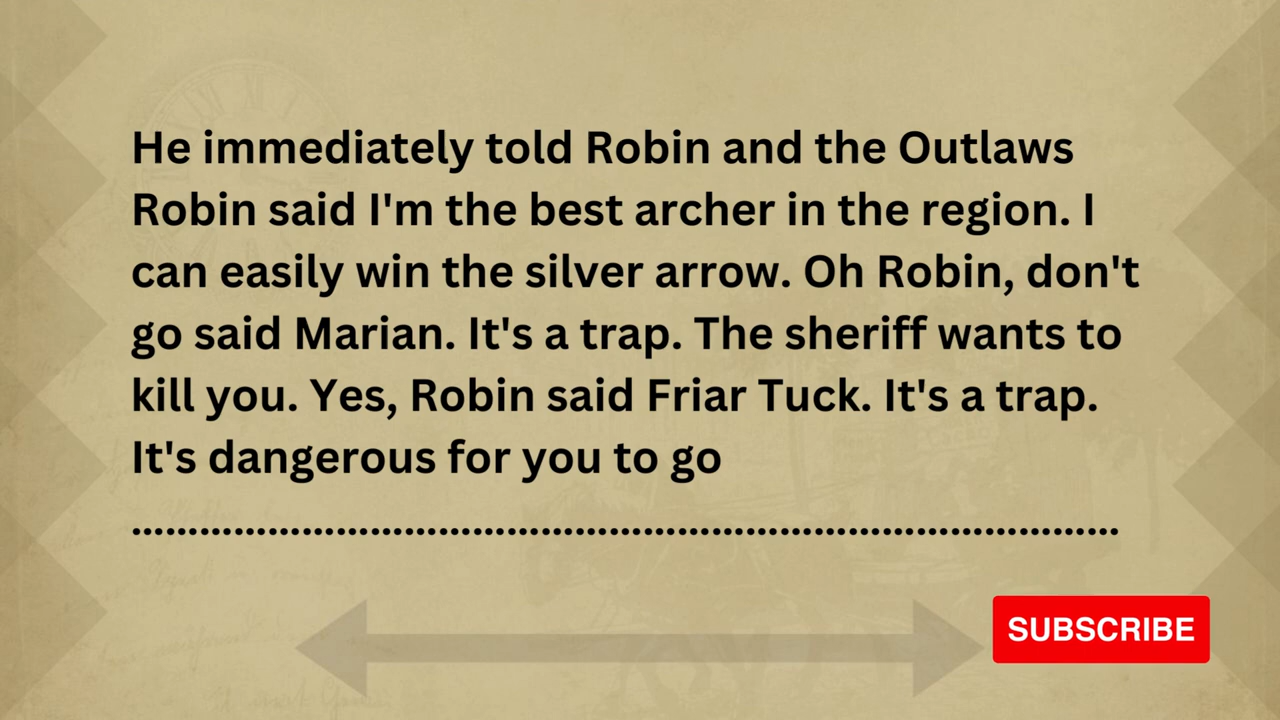 He immediately told Robin and the Outlaws
Robin said I'm the best archer in the region. I
can easily win the silver arrow. Oh Robin, don't
go said Marian. It's a trap. The sheriff wants to
kill you. Yes, Robin said Friar Tuck. It's a trap.
It's dangerous for you to go
........................................................................................
SUBSCRIBE